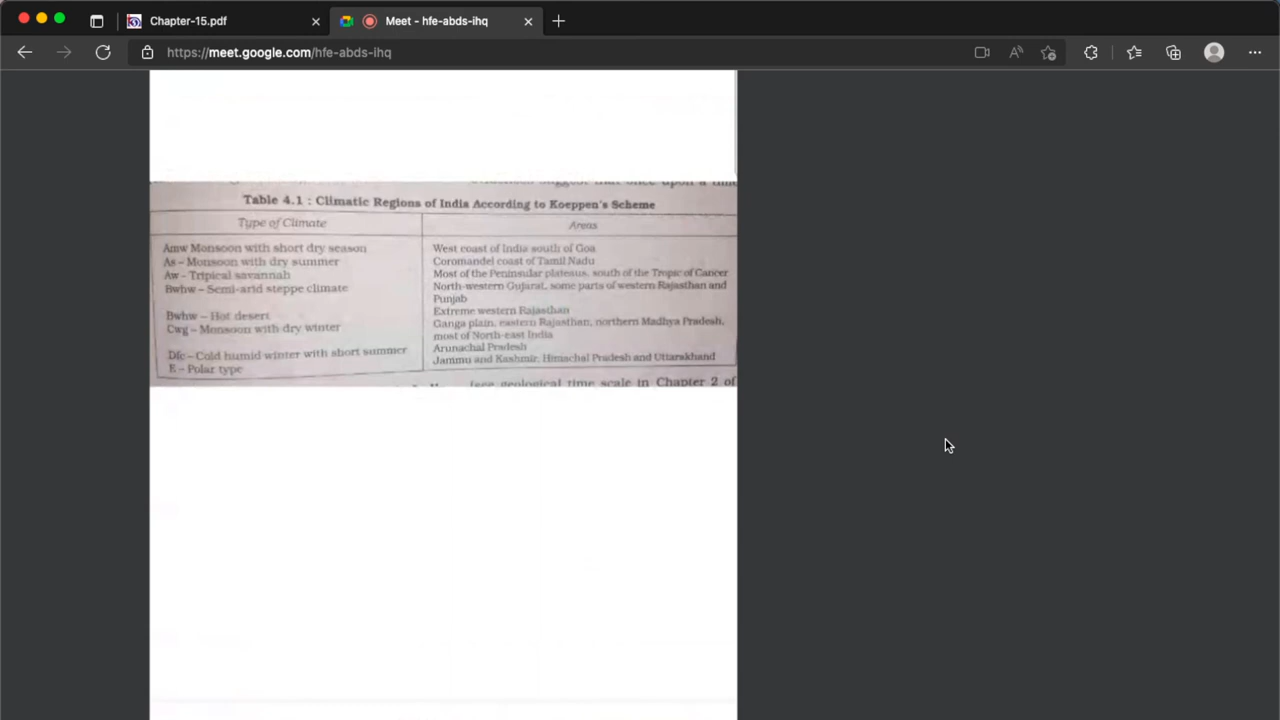 Chapter-15.pdf
Meet - hfe-abds-ihq
https://meet.google.com/hfe-abds-ihq
once upon a time
Table 4.1 : Climatic Regions of India According to Koeppen's Scheme
Type of Climate
Areas
Amw Monsoon with short dry season
West coast of India south of Goa
As – Monsoon with dry summer
Coromandel coast of Tamil Nadu
Aw – Tripical savannah
Most of the Peninsular plateaus, south of the Tropic of Cancer
Bwhw – Semi-arid steppe climate
North-western Gujarat, some parts of western Rajasthan and
Punjab
Bwhw – Hot desert
Extreme western Rajasthan
Cwg – Monsoon with dry winter
Ganga plain, eastern Rajasthan, northern Madhya Pradesh,
most of North-east India
Dfc – Cold humid winter with short summer
Arunachal Pradesh
E – Polar type
Jammu and Kashmir, Himachal Pradesh and Uttarakhand
geological time scale in Chapter 2 of